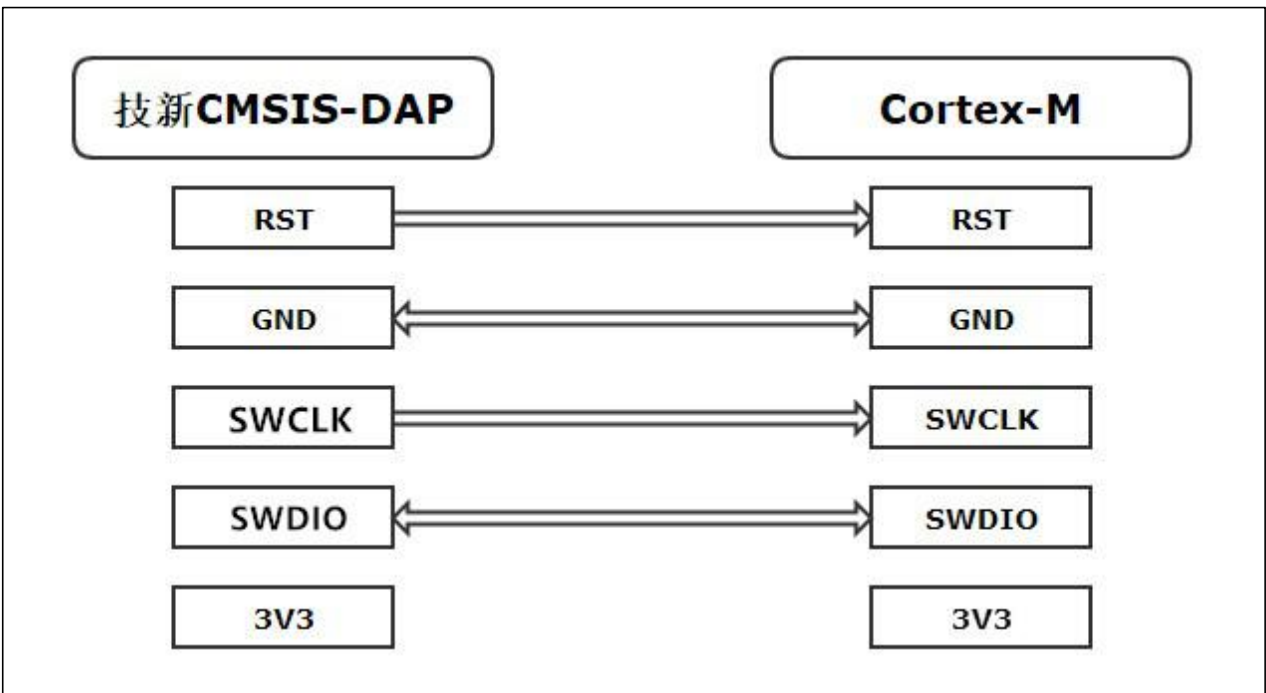 技新CMSIS-DAP Cortex-M
RST RST
GND GND
SWCLK SWCLK
SWDIO SWDIO
3V3 3V3